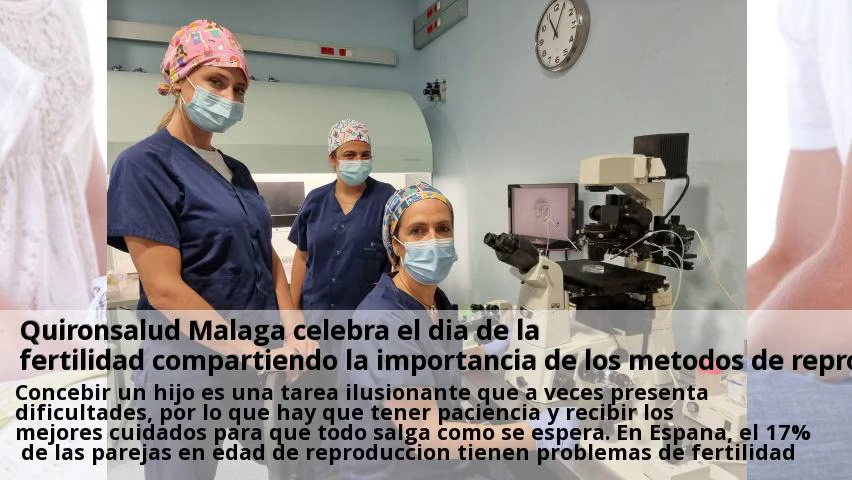 Quironsalud Malaga celebra el dia de la
fertilidad compartiendo la importancia de los metodos de
Concebir un hijo es una tarea ilusionante que a veces presenta
dificultades, por lo que hay que tener paciencia y recibir los
mejores cuidados para que todo salga como se espera. En Espana, el 17%
de las parejas en edad de reproduccion tienen problemas de fertilidad